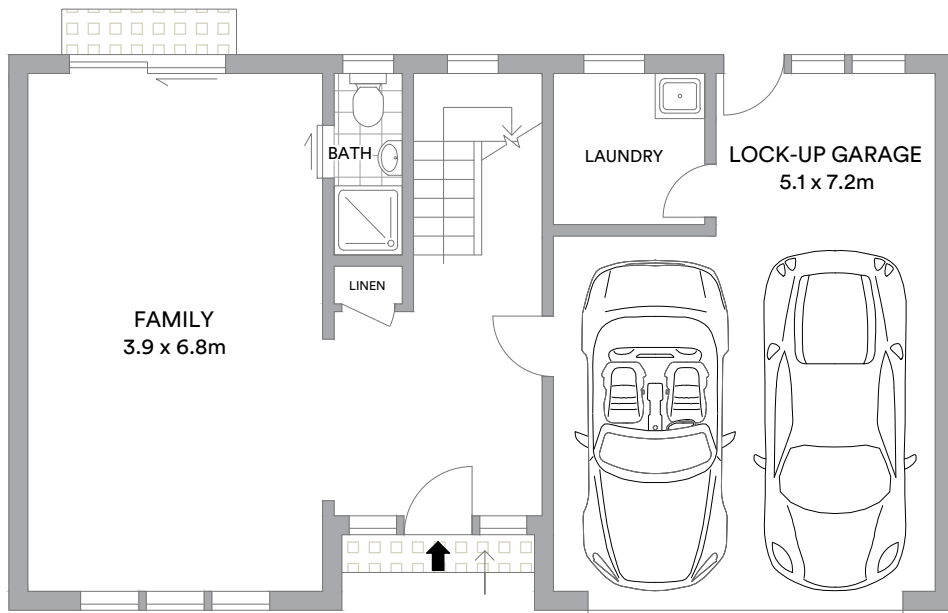 BATH
LAUNDRY
LOCK-UP GARAGE
5.1 x 7.2m
LINEN
FAMILY
3.9 x 6.8m